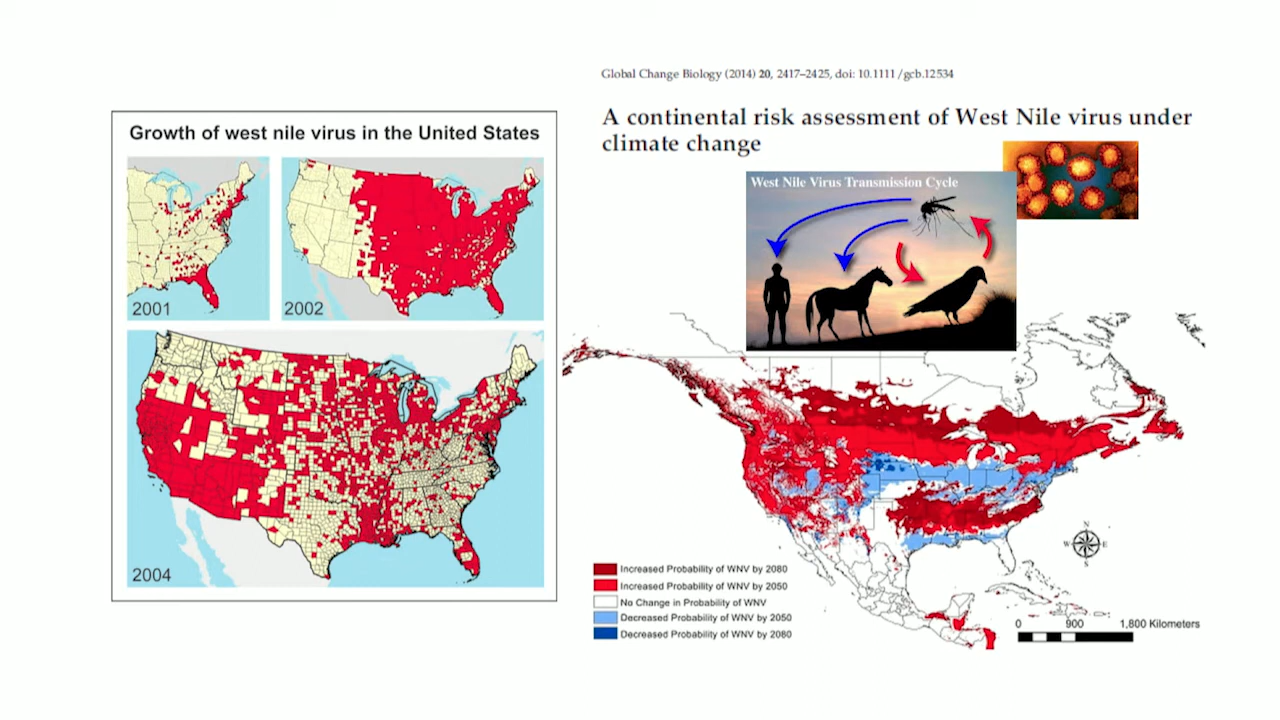 Global Change Biology (2014) 20, 2417–2425, doi: 10.1111/gcb.12534
A continental risk assessment of West Nile virus under
climate change
Growth of west nile virus in the United States
2001
2002
2004
West Nile Virus Transmission Cycle
N
W
E
S
Increased Probability of WNV by 2080
Increased Probability of WNV by 2050
No Change in Probability of WNV
Decreased Probability of WNV by 2050
Decreased Probability of WNV by 2080
0 900 1,800 Kilometers